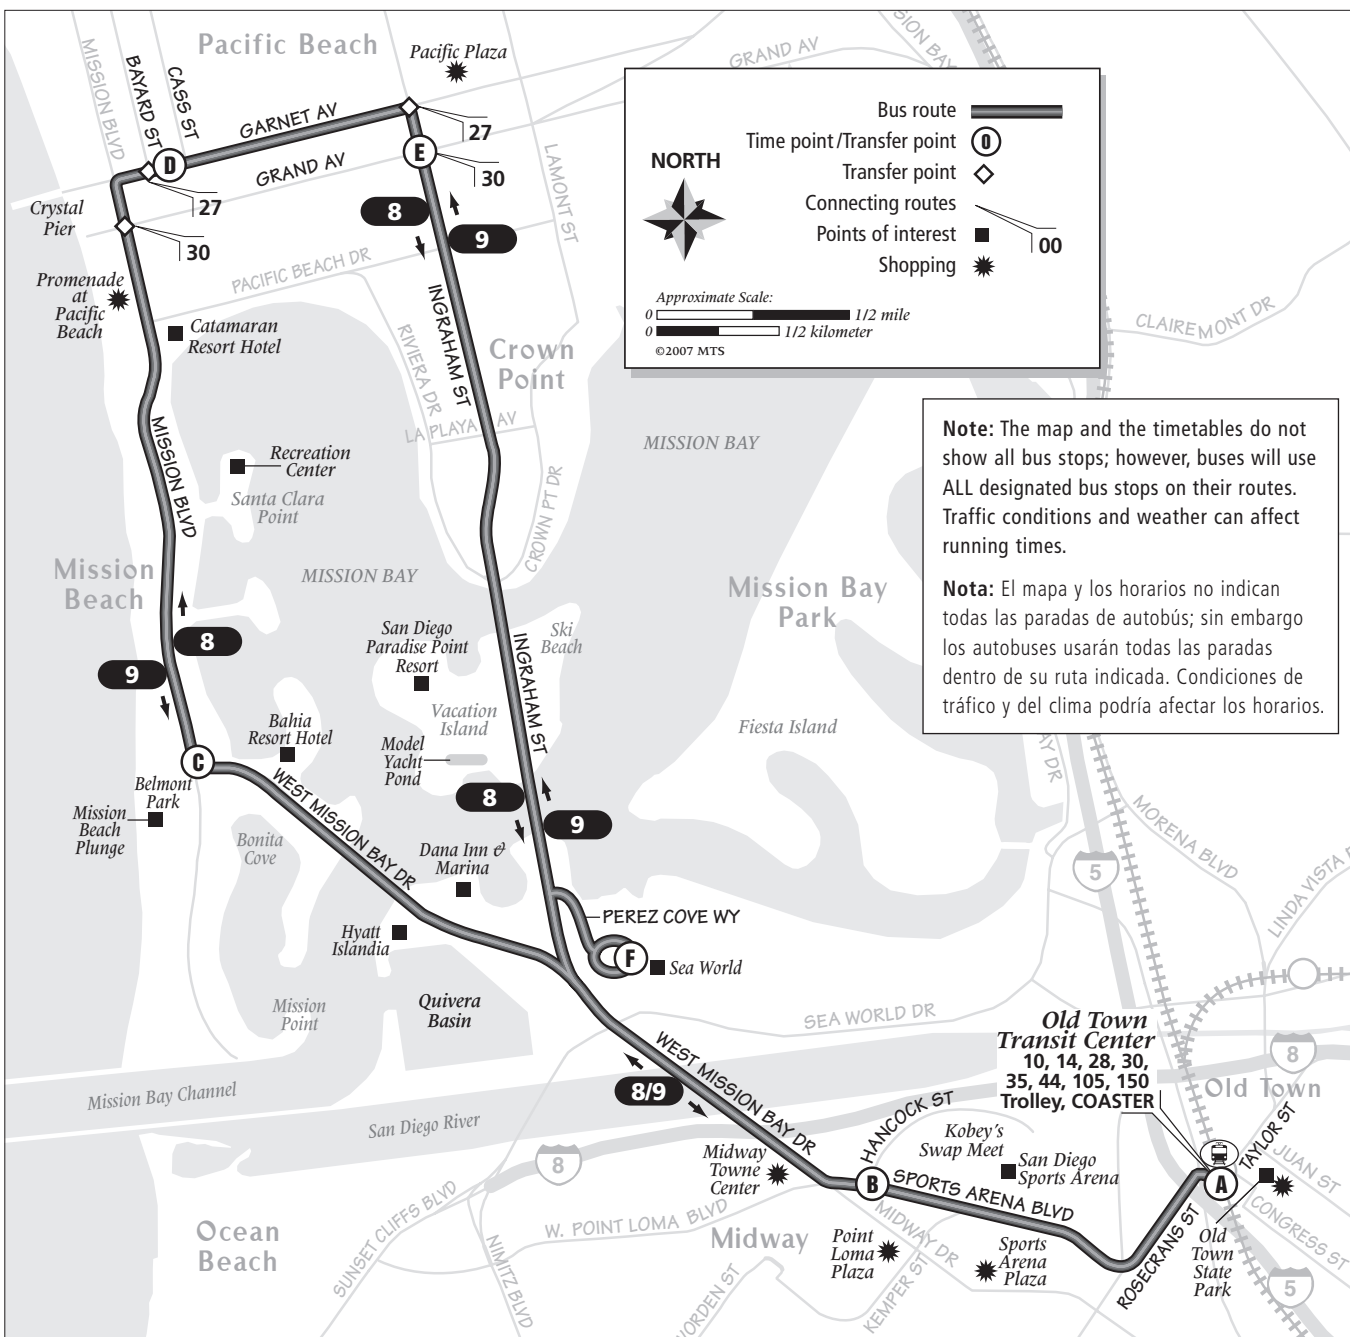 Pacific Beach
Pacific Plaza
MISSION BLVD
BAYARD ST
CASS ST
GARNET AV
GRAND AV
GRAND AV
SION BAY
27
30
D
E
27
30
8
9
LAMONT ST
Crystal
Pier
PACIFIC BEACH DR
Promenade
at
Pacific
Beach
Catamaran
Resort Hotel
INGRAHAM ST
RIVIERA DR
Crown
Point
LA PLAYA AV
CROWN PT DR
NORTH
Bus route
Time point/Transfer point
0
Transfer point
Connecting routes
00
Points of interest
Shopping
Approximate Scale:
0
1/2 mile
0
1/2 kilometer
©2007 MTS
CLAIREMONT DR
Note: The map and the timetables do not
show all bus stops; however, buses will use
ALL designated bus stops on their routes.
Traffic conditions and weather can affect
running times.
Nota: El mapa y los horarios no indican
todas las paradas de autobús; sin embargo
los autobuses usarán todas las paradas
dentro de su ruta indicada. Condiciones de
tráfico y del clima podría afectar los horarios.
MISSION BAY
MISSION BLVD
Recreation
Center
Santa Clara
Point
MISSION BAY
Mission
Beach
8
9
Mission Bay
Park
San Diego
Paradise Point
Resort
Ski
Beach
INGRAHAM ST
Vacation
Island
Fiesta Island
Bahia
Resort Hotel
Model
Yacht
Pond
C
Belmont
Park
Mission
Beach
Plunge
WEST MISSION BAY DR
8
9
Bonita
Cove
Dana Inn &
Marina
AY DR
MORENA BLVD
5
LINDA VISTA R
PEREZ COVE WY
F
Sea World
Hyatt
Islandia
Mission
Point
Quivera
Basin
SEA WORLD DR
Old Town
Transit Center
10, 14, 28, 30,
35, 44, 105, 150
Trolley, COASTER
8
Old Town
Mission Bay Channel
San Diego River
8/9
WEST MISSION BAY DR
8
HANCOCK ST
Kobey's
Swap Meet
San Diego
Sports Arena
TAYLOR ST
JUAN ST
CONGRESS ST
Midway
Towne
Center
B
SPORTS ARENA BLVD
A
Old
Town
State
Park
ROSECRANS ST
Ocean
Beach
SUNSET CLIFFS BLVD
NIMITZ BLVD
W. POINT LOMA BLVD
Midway
MIDWAY DR
Point
Loma
Plaza
KEMPER ST
Sports
Arena
Plaza
WORDEN ST
5